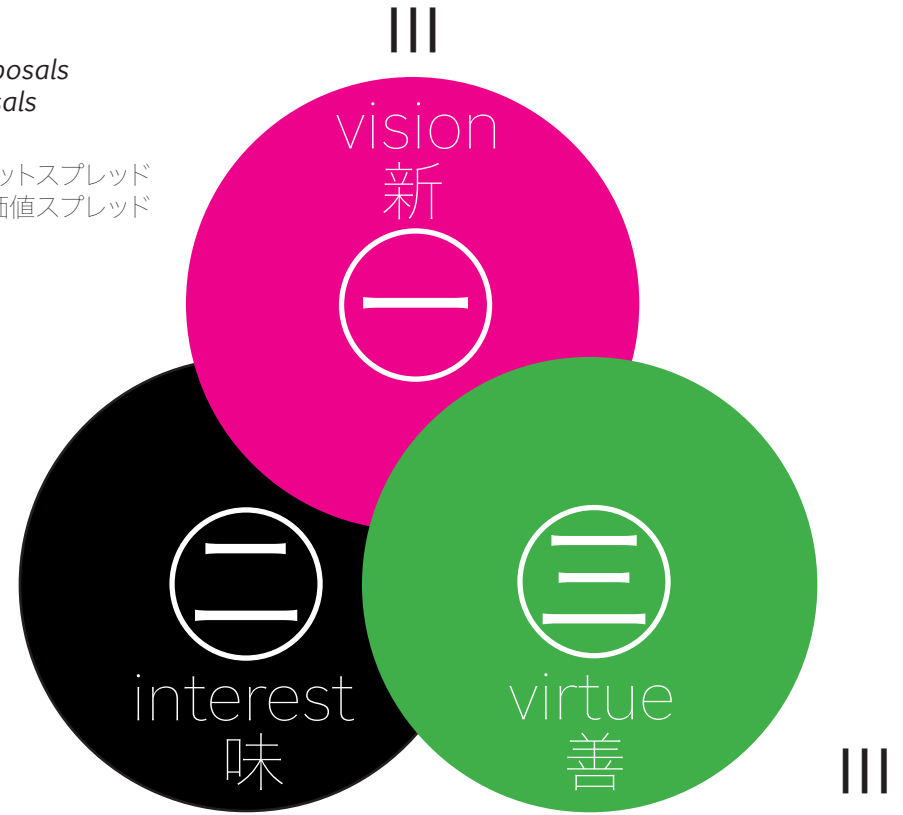 III
posals
sals
ットスプレッド
価値スプレッド
vision
新
一
二
三
interest
味
virtue
善
III